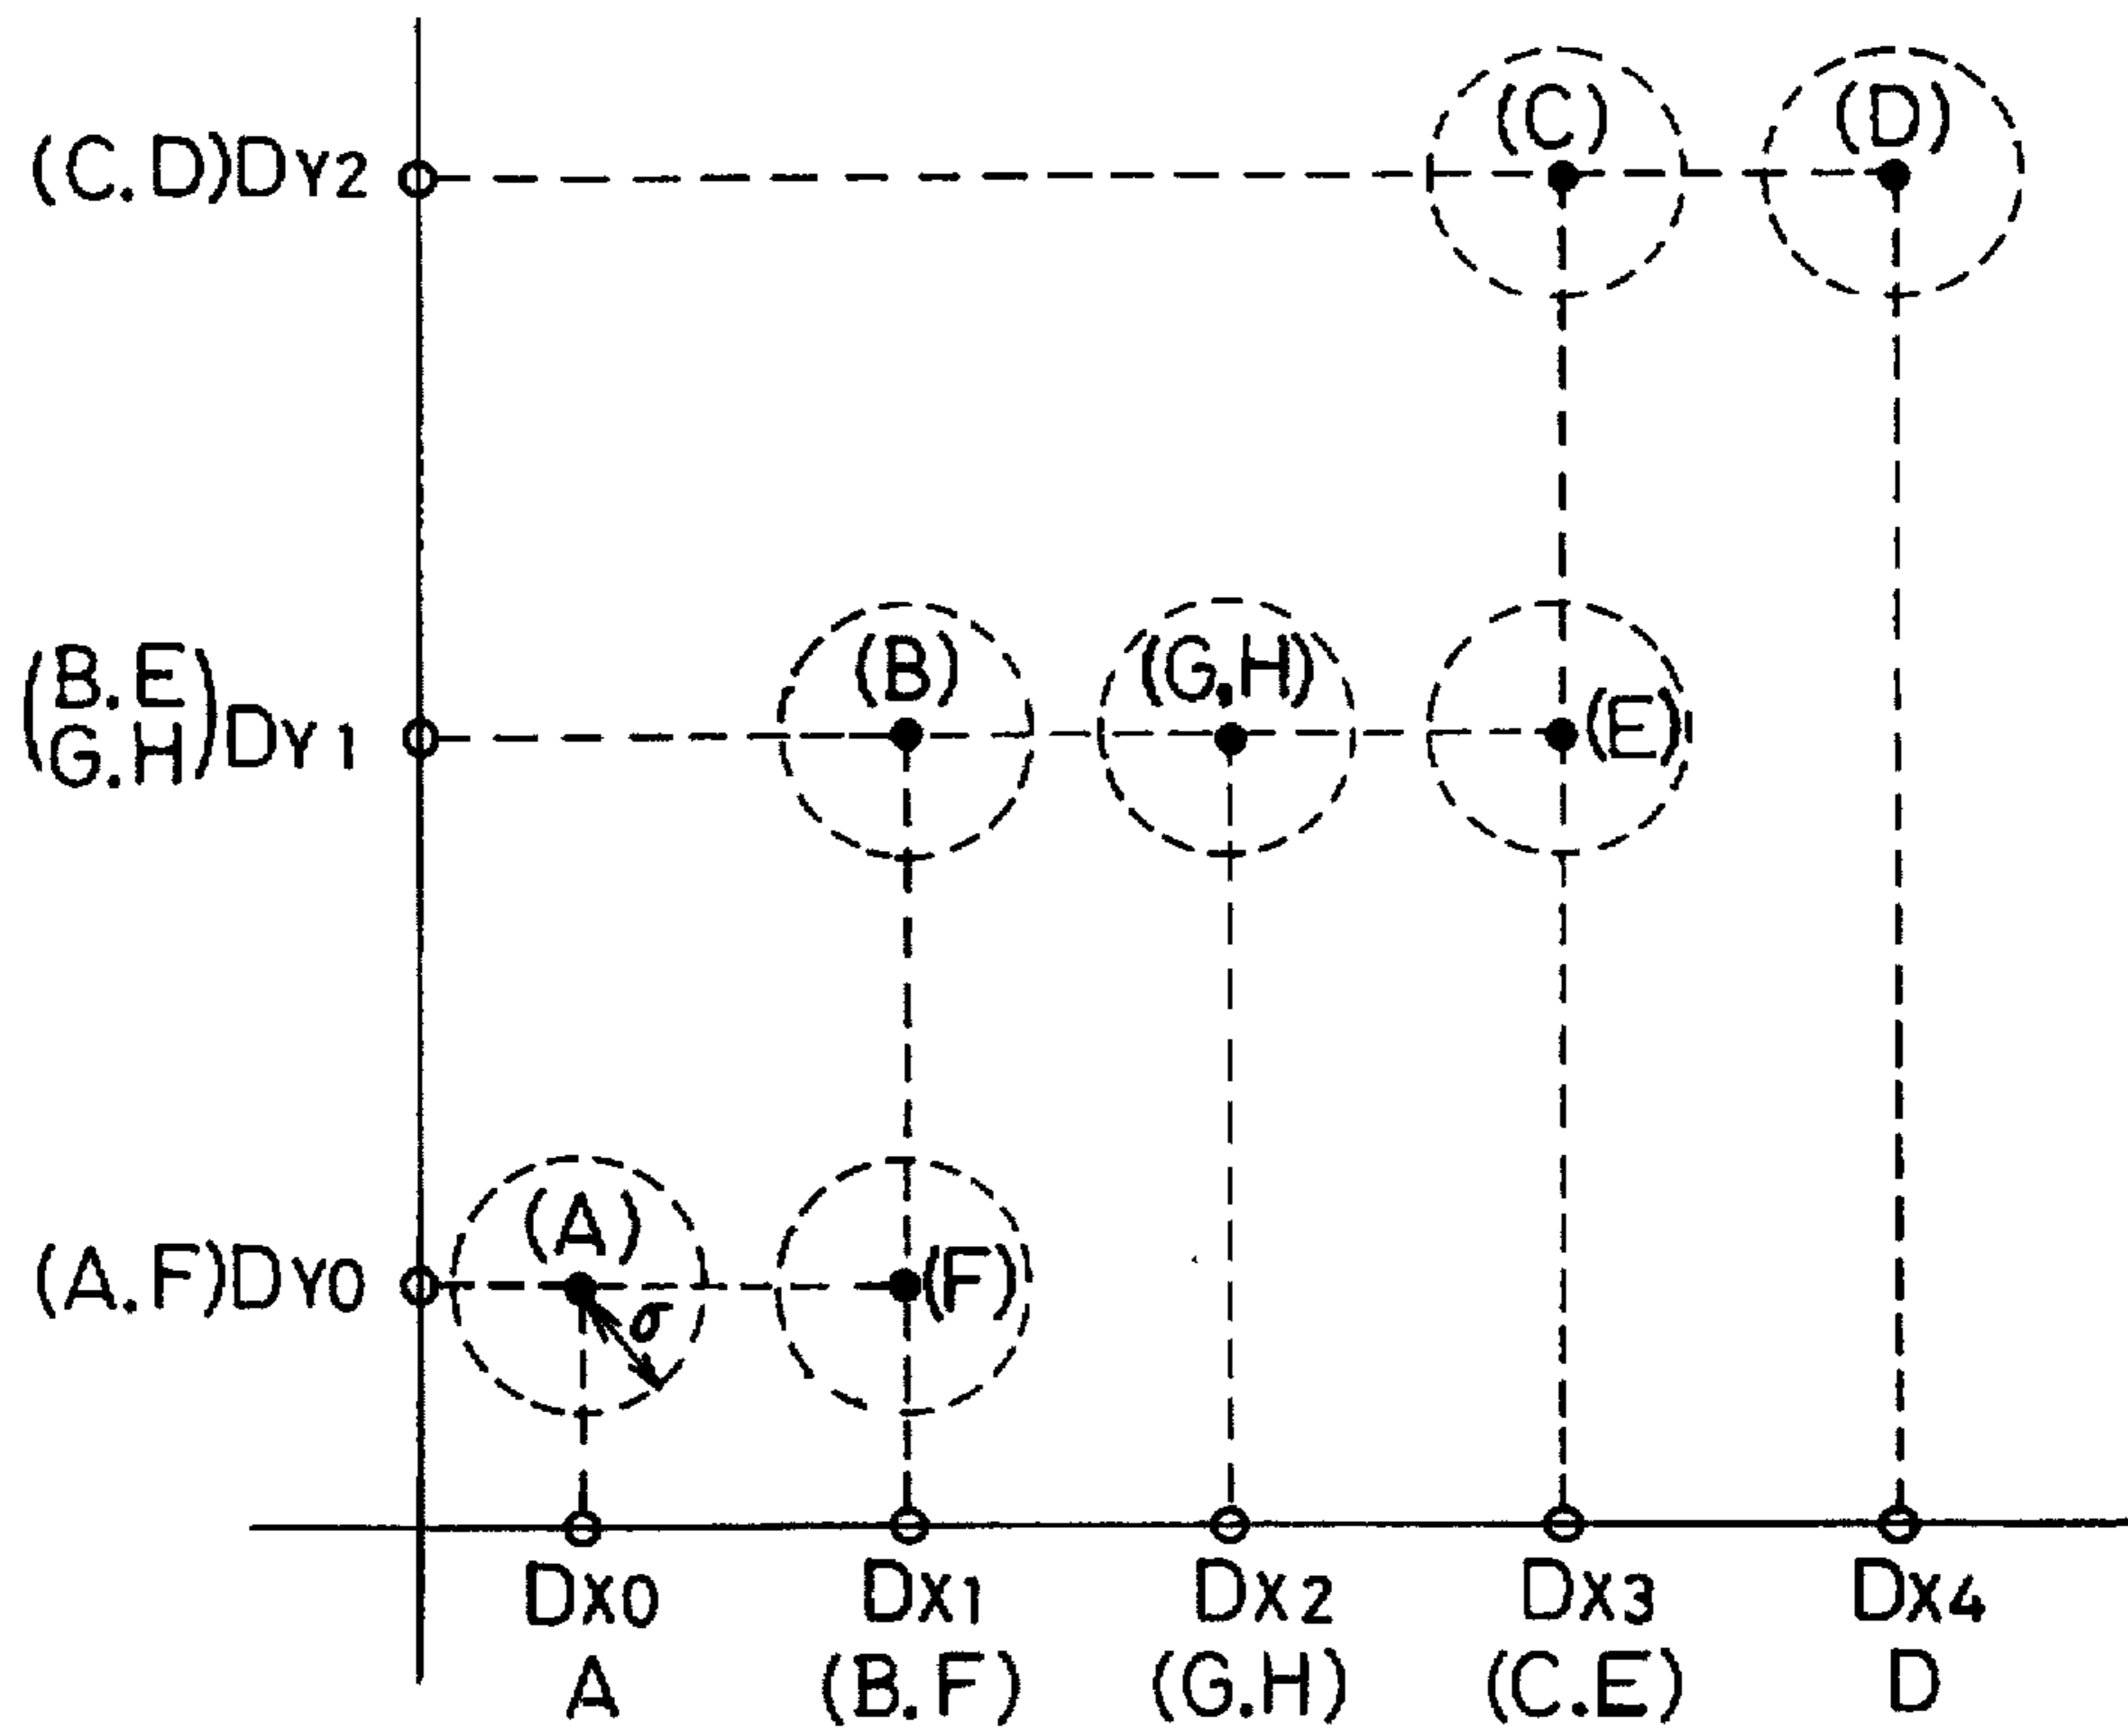 (C) (D)
(C.D)DY2
(B.E
G.H)DY1
(B) (G,H) (E)
(A)
(A.F)DY0 (F)
σ
DX0 DX1 DX2 DX3 DX4
A (B.F) (G.H) (C.E) D